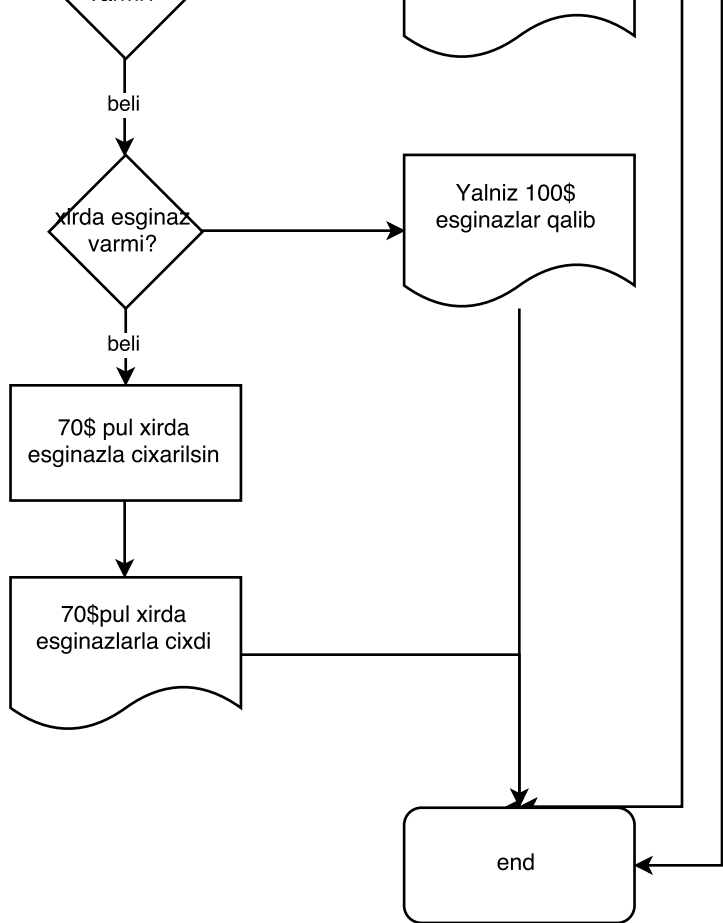 beli
xirda esginaz
varmi?
Yalniz 100$
esginazlar qalib
beli
70$ pul xirda
esginazla cixarilsin
70$pul xirda
esginazlarla cixdi
end